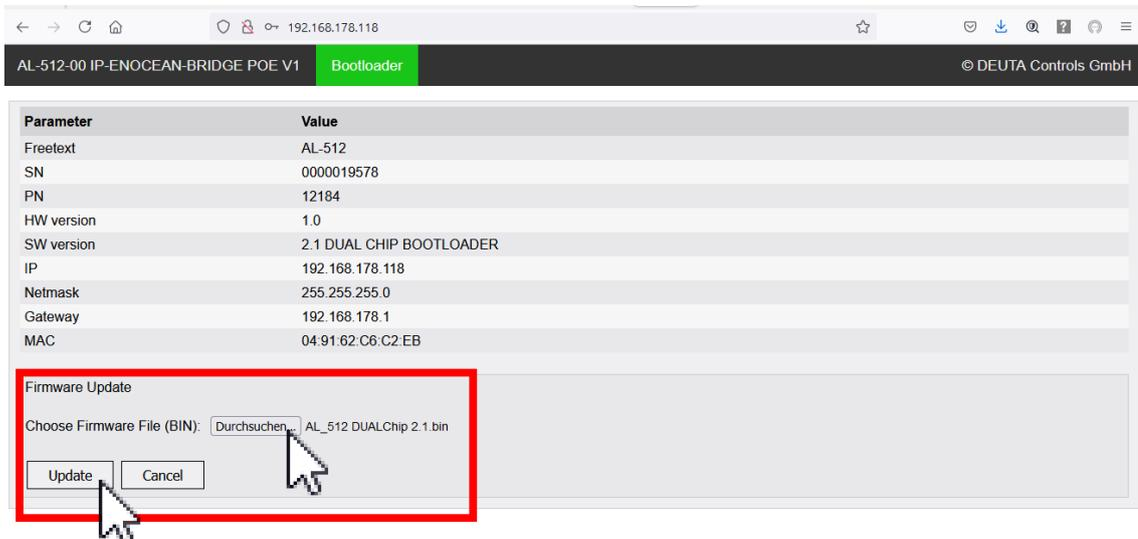 192.168.178.118
AL-512-00 IP-ENOCEAN-BRIDGE POE V1 Bootloader © DEUTA Controls GmbH
Parameter Value
Freetext AL-512
SN 0000019578
PN 12184
HW version 1.0
SW version 2.1 DUAL CHIP BOOTLOADER
IP 192.168.178.118
Netmask 255.255.255.0
Gateway 192.168.178.1
MAC 04:91:62:C6:C2:EB
Firmware Update
Choose Firmware File (BIN): Durchsuchen... AL_512 DUALChip 2.1.bin
Update Cancel